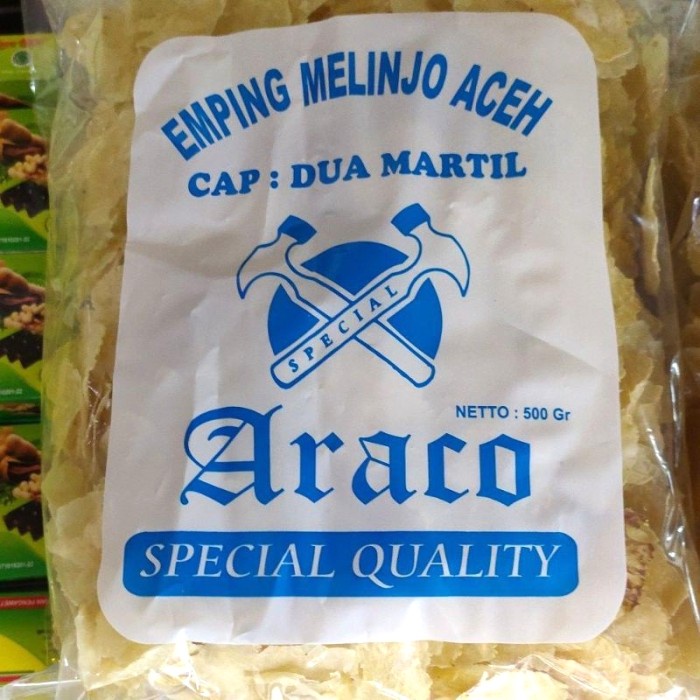 EMPING MELINJO ACEH
CAP : DUA MARTIL
SPECIAL
NETTO : 500 Gr
Araco
SPECIAL QUALITY